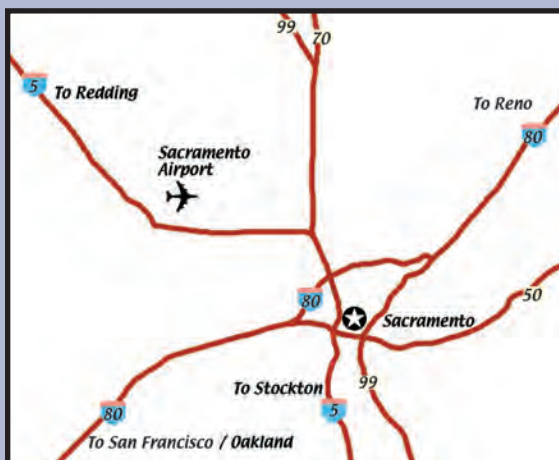 99
70
5
To Redding
To Reno
80
Sacramento
Airport
80
50
Sacramento
To Stockton
99
80
5
To San Francisco / Oakland